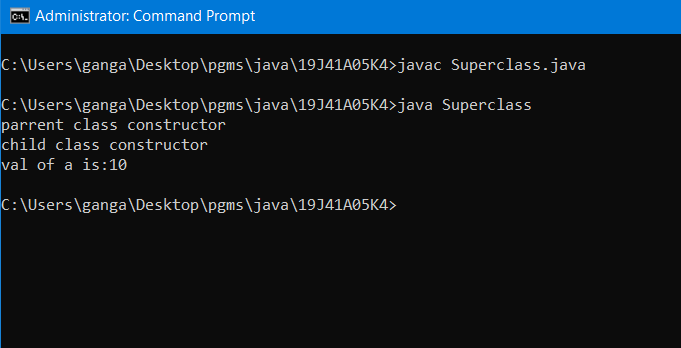 Administrator: Command Prompt
C:\Users\ganga\Desktop\pgms\java\19J41A05K4>javac Superclass.java
C:\Users\ganga\Desktop\pgms\java\19J41A05K4>java Superclass
parrent class constructor
child class constructor
val of a is:10
C:\Users\ganga\Desktop\pgms\java\19J41A05K4>